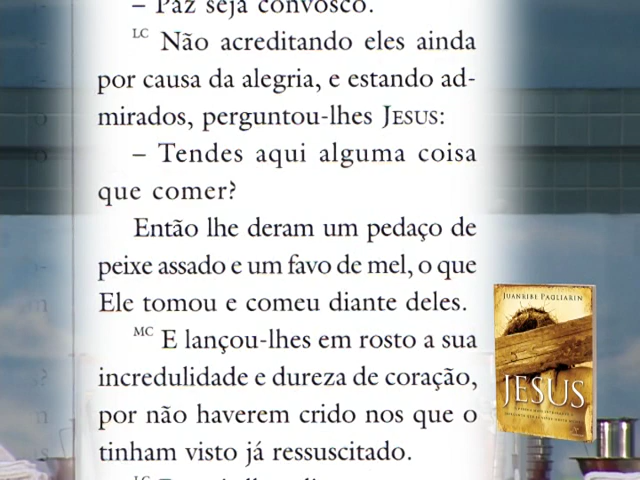 – Paz seja convosco.
LC Não acreditando eles ainda
por causa da alegria, e estando ad-
mirados, perguntou-lhes JESUS:
– Tendes aqui alguma coisa
que comer?
Então lhe deram um pedaço de
peixe assado e um favo de mel, o que
Ele tomou e comeu diante deles.
MC E lançou-lhes em rosto a sua
incredulidade e dureza de coração,
por não haverem crido nos que o
tinham visto já ressuscitado.
LC
JUANRIBE PAGLIARIN
JESUS